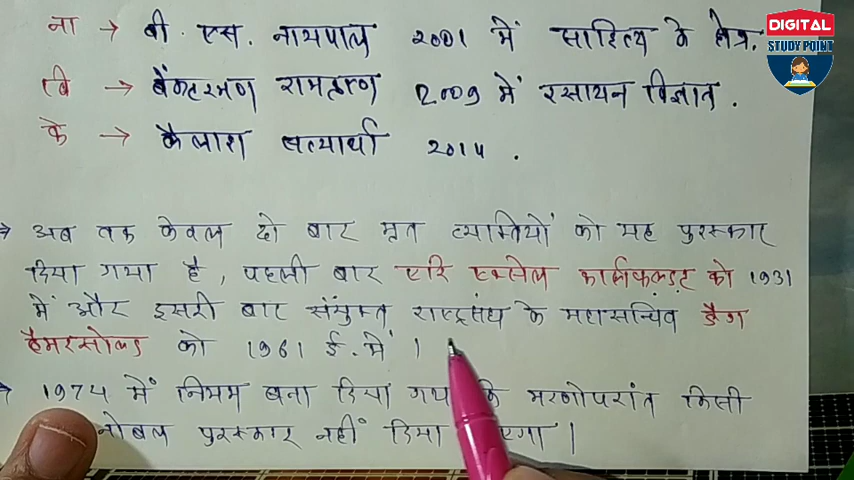 ना → बी. एस. नायपाल 2001 में साहित्य के क्षेत्र.
वि → वेंकटरमण रामकृष्ण 2009 में रसायन विज्ञान.
के → कैलाश सत्यार्थी 2014.
→ अब तक केवल दो बार मृत व्यक्तियों को यह पुरस्कार
दिया गया है, पहली बार एरिक एक्सेल कार्लफेल्ड्ट को 1931
में और दूसरी बार संयुक्त राष्ट्रसंघ के महासचिव डैग
हैमरसोल्ड को 1961 ई. में।
→ 1974 में नियम बना दिया कि मरणोपरांत किसी
नोबल पुरस्कार नहीं दिया
DIGITAL
STUDY POINT